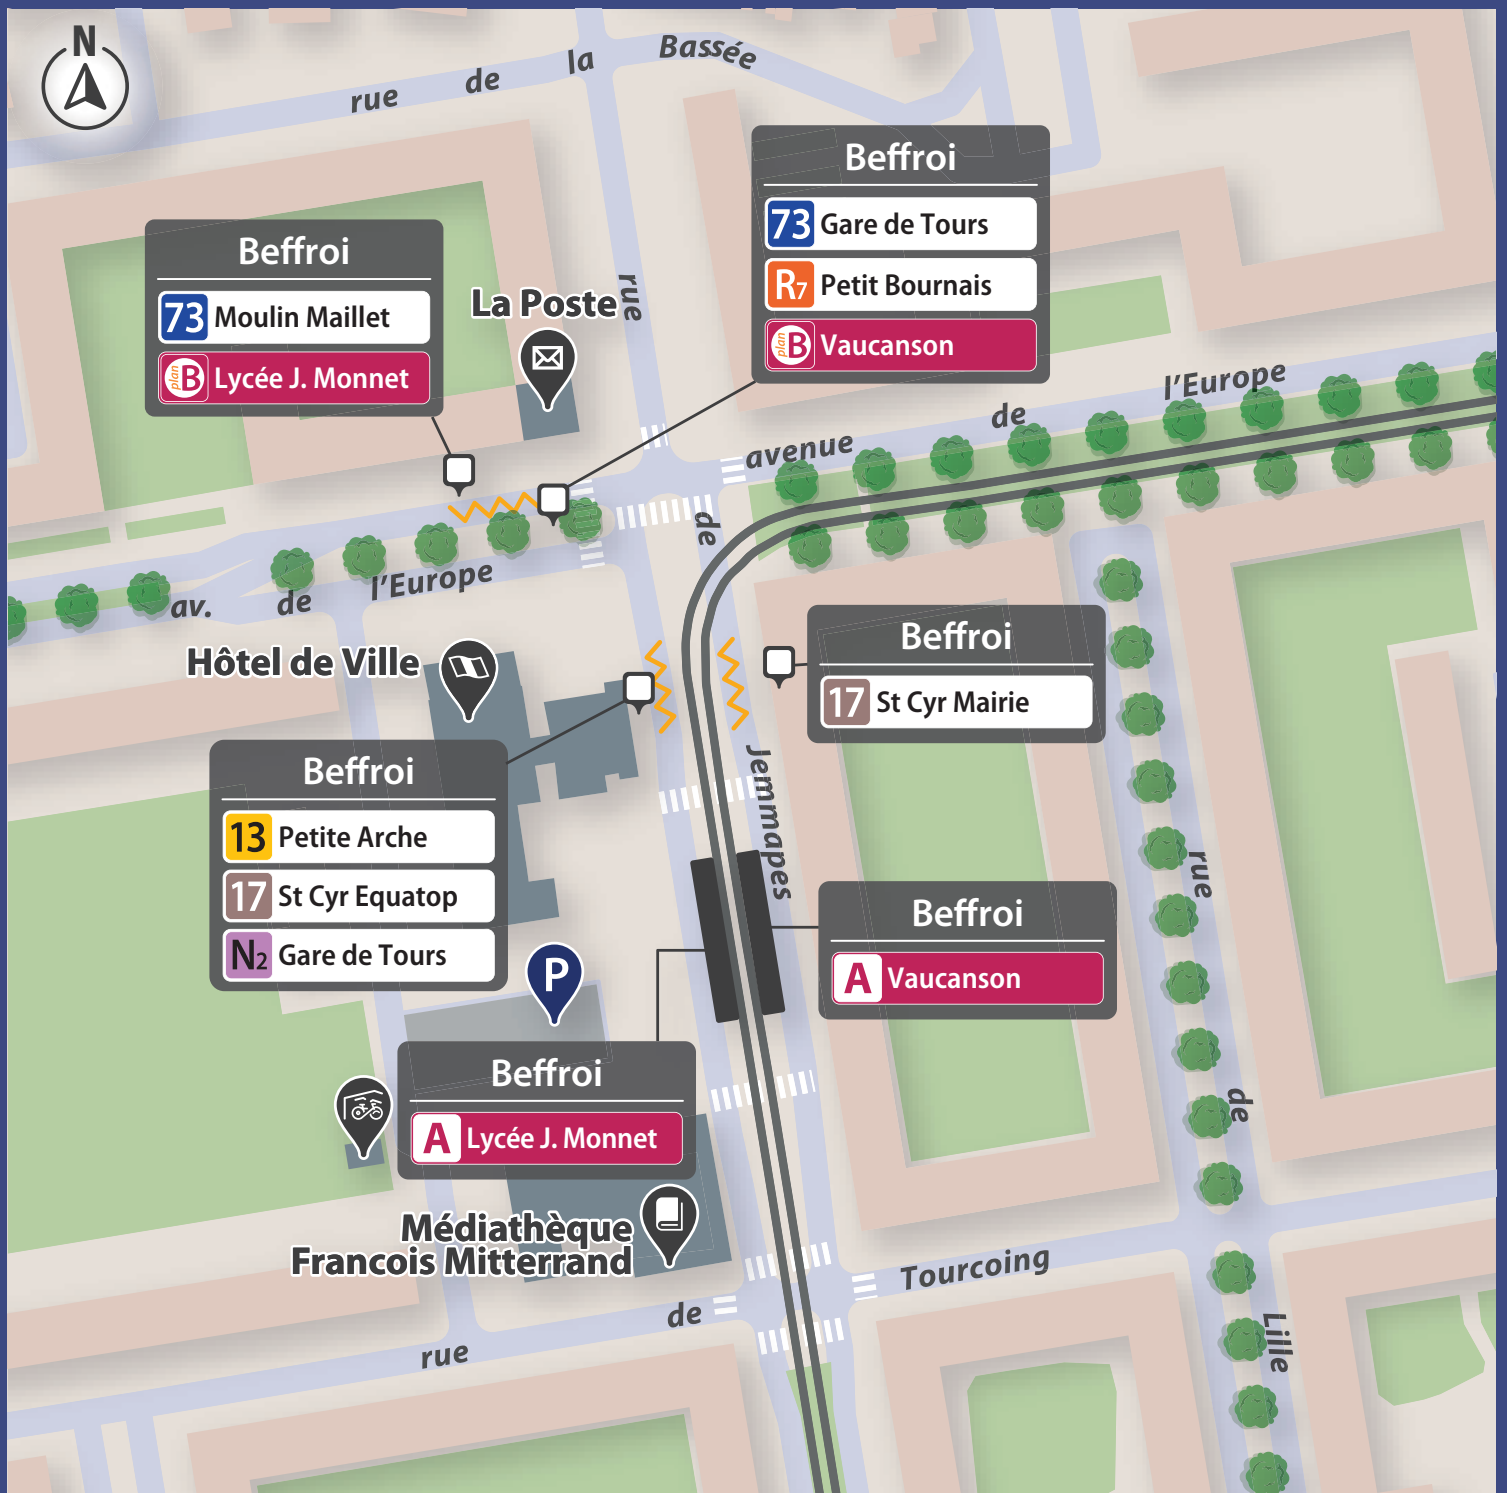 N
rue de la Bassée
Beffroi
73 Gare de Tours
R7 Petit Bournais
plan B Vaucanson
Beffroi
73 Moulin Maillet
plan B Lycée J. Monnet
La Poste
rue
de
Jemmapes
avenue de l'Europe
av. de l'Europe
Hôtel de Ville
Beffroi
17 St Cyr Mairie
Beffroi
13 Petite Arche
17 St Cyr Equatop
N2 Gare de Tours
rue
de
Lille
Beffroi
A Vaucanson
P
Beffroi
A Lycée J. Monnet
Médiathèque
Francois Mitterrand
rue de Tourcoing